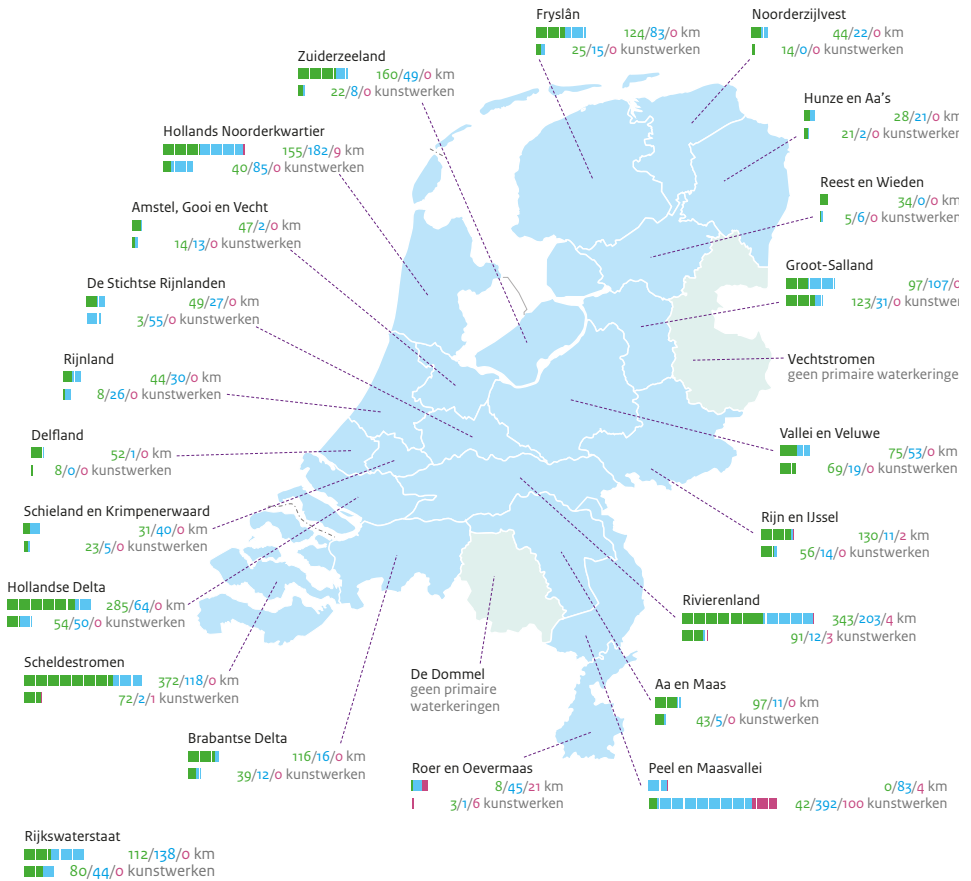 Fryslân
124/83/0 km
25/15/0 kunstwerken
Noorderzijlvest
44/22/0 km
14/0/0 kunstwerken
Zuiderzeeland
160/49/0 km
22/8/0 kunstwerken
Hunze en Aa's
28/21/0 km
21/2/0 kunstwerken
Hollands Noorderkwartier
155/182/9 km
40/85/0 kunstwerken
Reest en Wieden
34/0/0 km
5/6/0 kunstwerken
Amstel, Gooi en Vecht
47/2/0 km
14/13/0 kunstwerken
Groot-Salland
97/107/0
123/31/0 kunstwerken
De Stichtse Rijnlanden
49/27/0 km
3/55/0 kunstwerken
Vechtstromen
geen primaire waterkeringen
Rijnland
44/30/0 km
8/26/0 kunstwerken
Delfland
52/1/0 km
8/0/0 kunstwerken
Vallei en Veluwe
75/53/0 km
69/19/0 kunstwerken
Schieland en Krimpenerwaard
31/40/0 km
23/5/0 kunstwerken
Rijn en IJssel
130/11/2 km
56/14/0 kunstwerken
Hollandse Delta
285/64/0 km
54/50/0 kunstwerken
Rivierenland
343/203/4 km
91/12/3 kunstwerken
Scheldestromen
372/118/0 km
72/2/1 kunstwerken
De Dommel
geen primaire
waterkeringen
Aa en Maas
97/11/0 km
43/5/0 kunstwerken
Brabantse Delta
116/16/0 km
39/12/0 kunstwerken
Roer en Oevermaas
8/45/21 km
3/1/6 kunstwerken
Peel en Maasvallei
0/83/4 km
42/392/100 kunstwerken
Rijkswaterstaat
112/138/0 km
80/44/0 kunstwerken